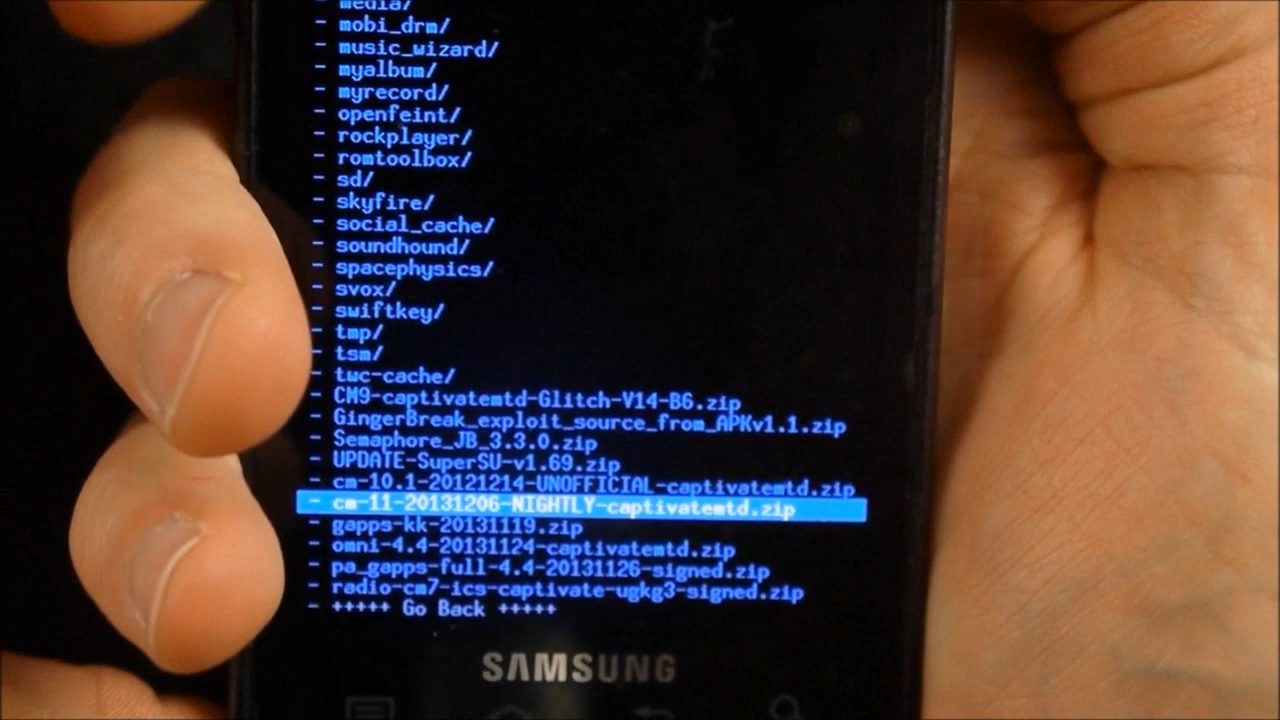 - media/
- mobi_drm/
- music_wizard/
- myalbum/
- myrecord/
- openfeint/
- rockplayer/
- romtoolbox/
- sd/
- skyfire/
- social_cache/
- soundhound/
- spacephysics/
- svox/
- swiftkey/
- tmp/
- tsm/
- twc-cache/
- CM9-captivatemtd-Glitch-V14-B6.zip
- GingerBreak_exploit_source_from_APKv1.1.zip
- Semaphore_JB_3.3.0.zip
- UPDATE-SuperSU-v1.69.zip
- cm-10.1-20121214-UNOFFICIAL-captivatemtd.zip
- cm-11-20131206-NIGHTLY-captivatemtd.zip
- gapps-kk-20131119.zip
- omni-4.4-20131124-captivatemtd.zip
- pa_gapps-full-4.4-20131126-signed.zip
- radio-cm7-ics-captivate-ugkg3-signed.zip
- +++++ Go Back +++++
SAMSUNG